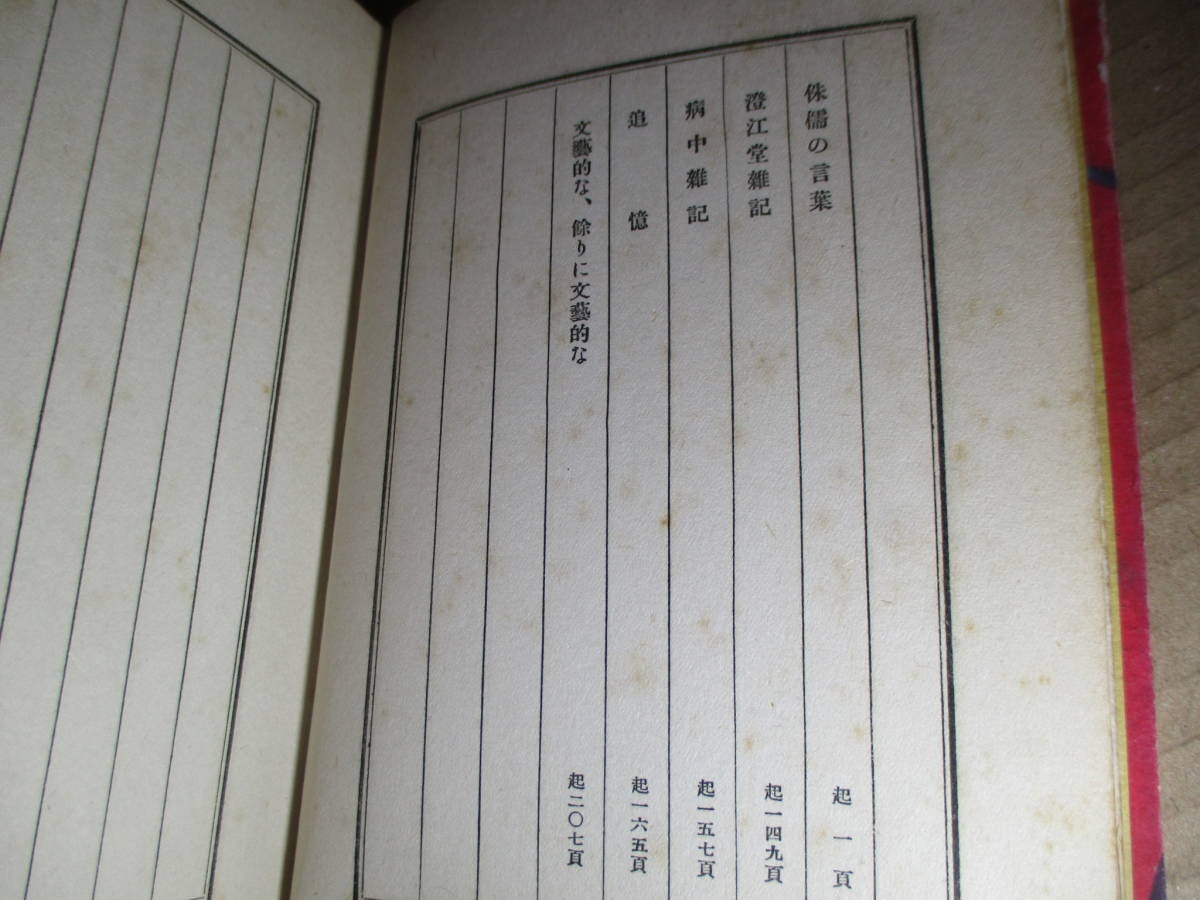 侏儒の言葉 起一頁
澄江堂雜記 起一四九頁
病中雜記 起一五七頁
追憶 起一六五頁
文藝的な、餘りに文藝的な 起二〇七頁